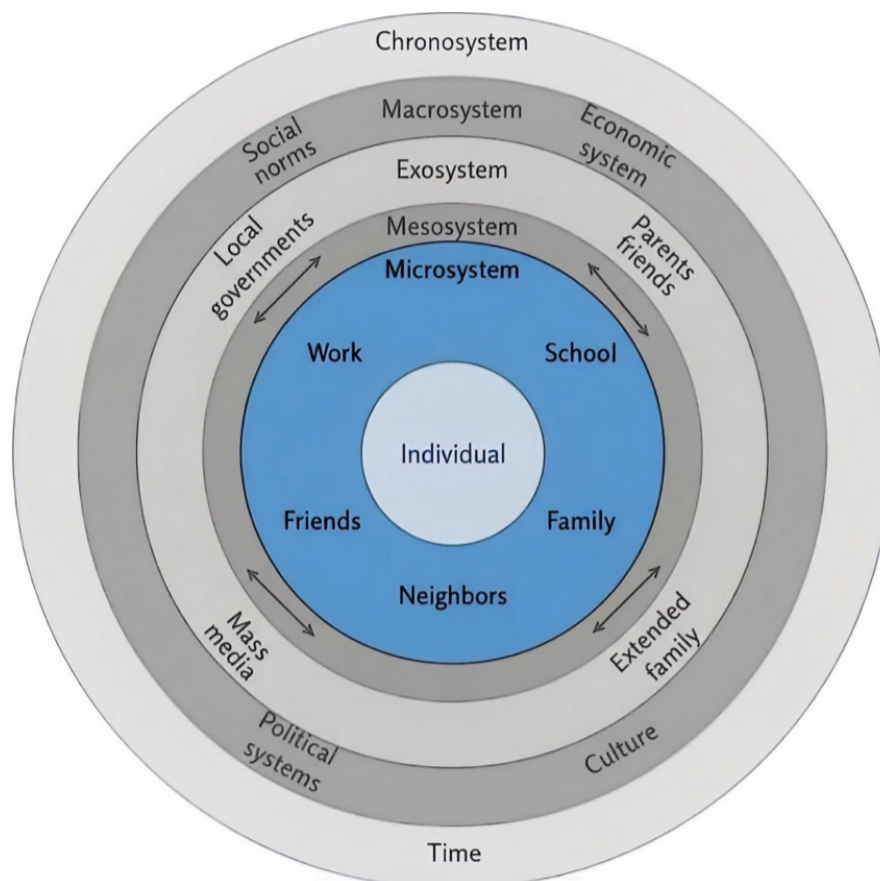 Chronosystem
Macrosystem
Social
norms
Economic
system
Exosystem
Local
governments
Parents
friends
Mesosystem
Microsystem
Work
School
Individual
Friends
Family
Neighbors
Mass
media
Extended
family
Political
systems
Culture
Time